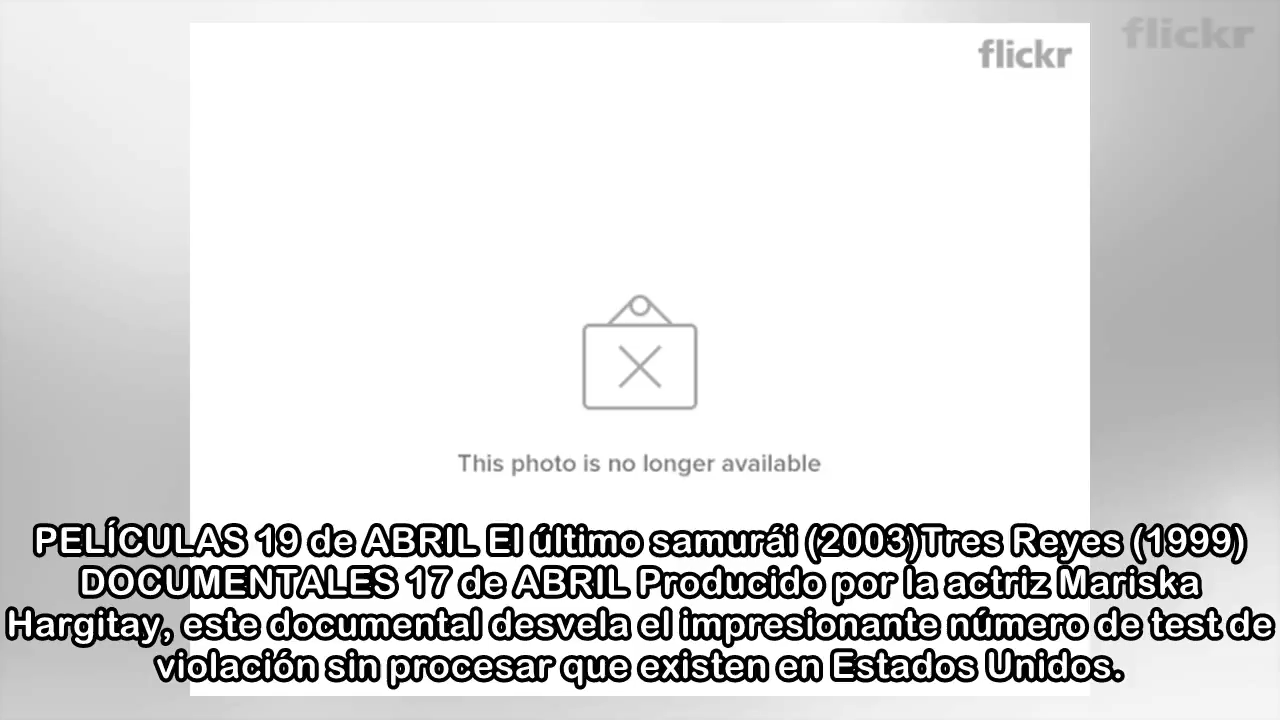 flickr
flickr
This photo is no longer available
PELÍCULAS 19 de ABRIL El último samurái (2003)Tres Reyes (1999)
DOCUMENTALES 17 de ABRIL Producido por la actriz Mariska
Hargitay, este documental desvela el impresionante número de test de
violación sin procesar que existen en Estados Unidos.